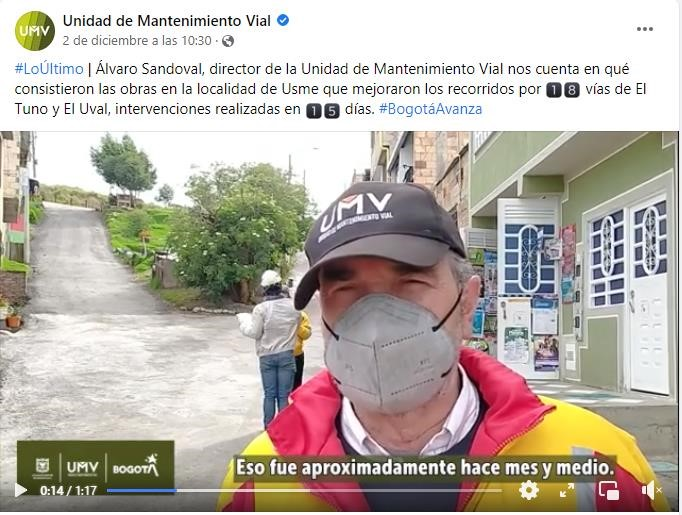 UMV Unidad de Mantenimiento Vial
2 de diciembre a las 10:30 ·
#LoÚltimo | Álvaro Sandoval, director de la Unidad de Mantenimiento Vial nos cuenta en qué
consistieron las obras en la localidad de Usme que mejoraron los recorridos por 1️⃣8️⃣ vías de El
Tuno y El Uval, intervenciones realizadas en 1️⃣5️⃣ días. #BogotáAvanza
UMV
UNIDAD DE MANTENIMIENTO VIAL
UMV
BOGOTÁ
Eso fue aproximadamente hace mes y medio.
0:14 / 1:17